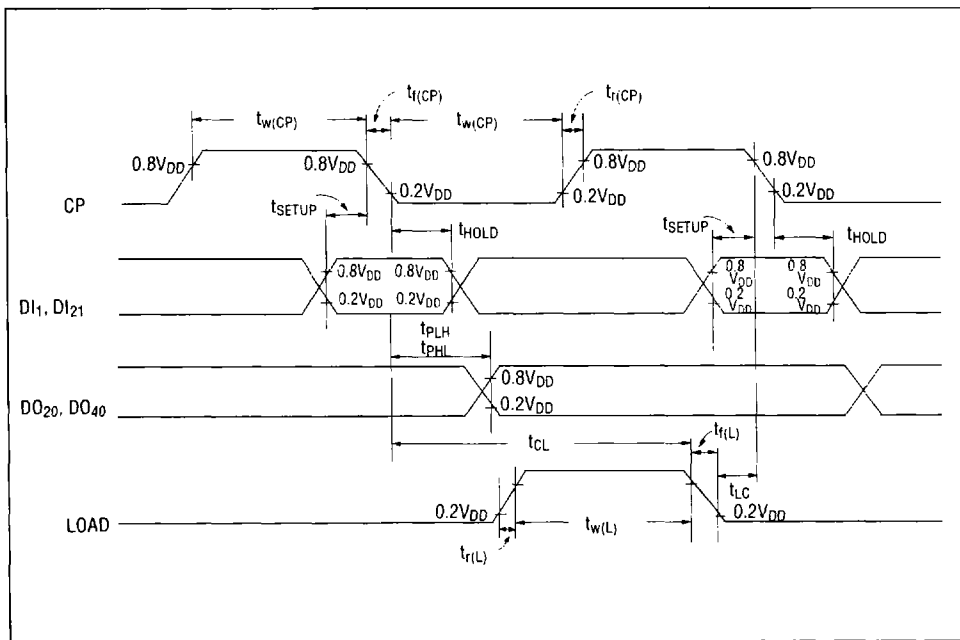 tf(CP)
tr(CP)
tw(CP)
tw(CP)
0.8VDD
0.8VDD
0.8VDD
0.8VDD
0.2VDD
0.2VDD
0.2VDD
CP
tSETUP
tHOLD
tSETUP
tHOLD
0.8VDD
0.8VDD
0.8
VDD
0.8
VDD
0.2VDD
0.2VDD
0.2
VDD
0.2
VDD
DI1, DI21
tPLH
tPHL
0.8VDD
0.2VDD
DO20, DO40
tCL
tf(L)
tLC
0.2VDD
0.2VDD
LOAD
tw(L)
tr(L)